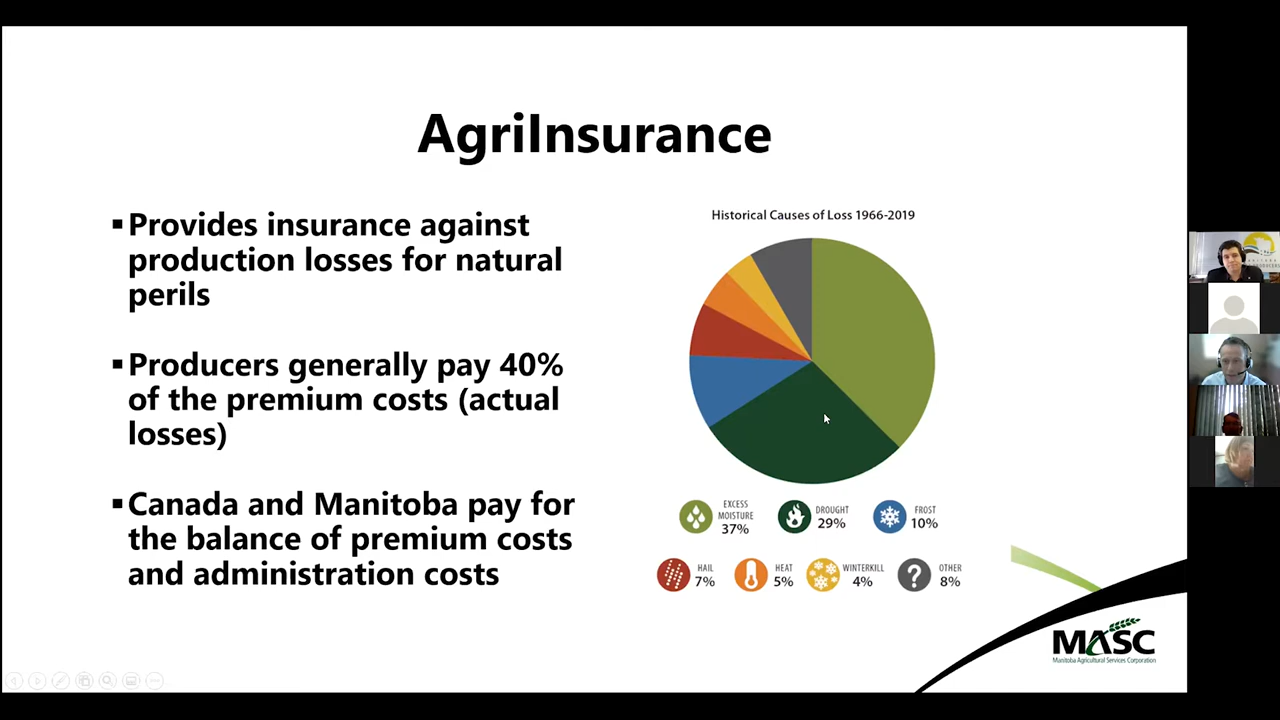 AgriInsurance
▪Provides insurance against
production losses for natural
perils
▪Producers generally pay 40%
of the premium costs (actual
losses)
▪Canada and Manitoba pay for
the balance of premium costs
and administration costs
Historical Causes of Loss 1966-2019
EXCESS
MOISTURE
37%
DROUGHT
29%
FROST
10%
HAIL
7%
HEAT
5%
WINTERKILL
4%
?
OTHER
8%
MASC
Manitoba Agricultural Services Corporation